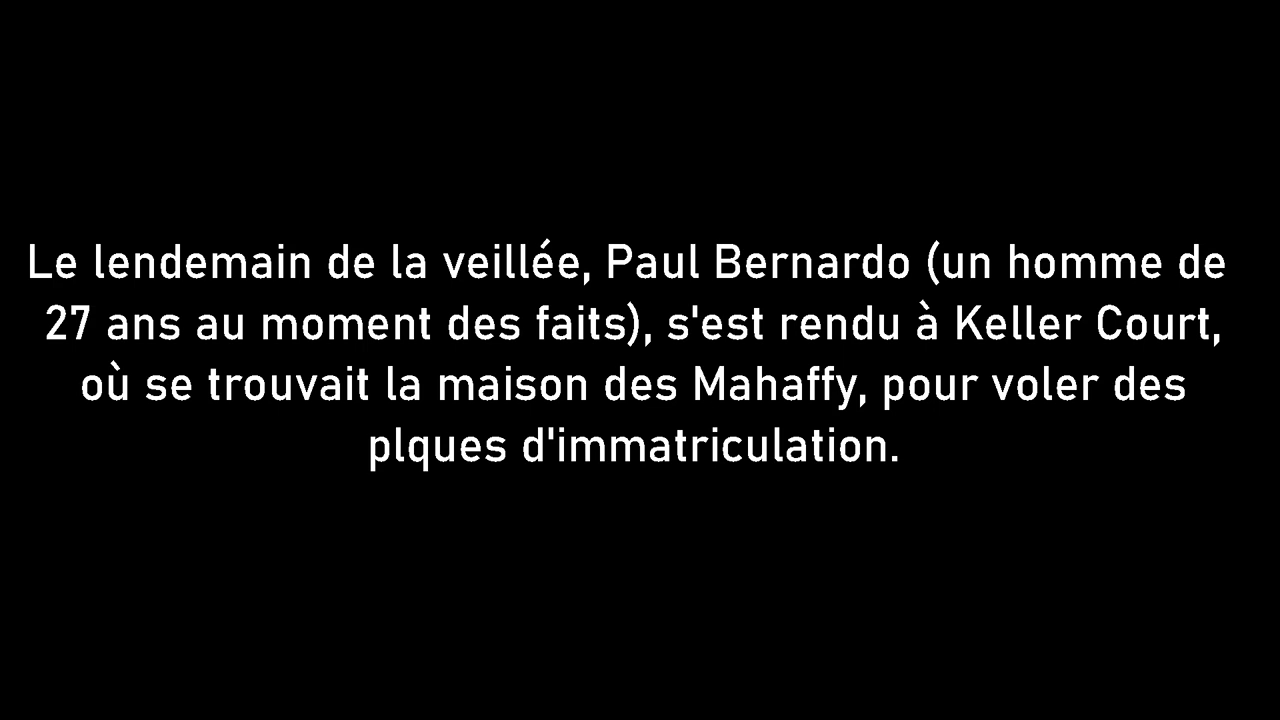 Le lendemain de la veillée, Paul Bernardo (un homme de
27 ans au moment des faits), s'est rendu à Keller Court,
où se trouvait la maison des Mahaffy, pour voler des
plques d'immatriculation.